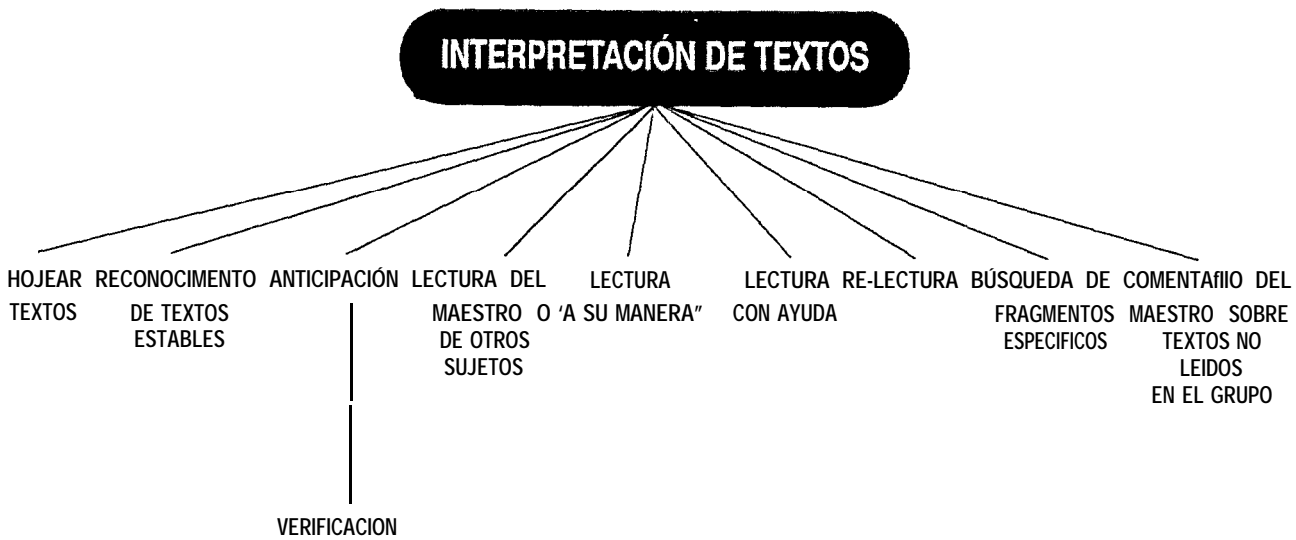 INTERPRETACIÓN DE TEXTOS
HOJEAR
TEXTOS
RECONOCIMENTO
DE TEXTOS
ESTABLES
ANTICIPACIÓN
VERIFICACION
LECTURA DEL
MAESTRO O
DE OTROS
SUJETOS
LECTURA
'A SU MANERA"
LECTURA
CON AYUDA
RE-LECTURA
BÚSQUEDA DE
FRAGMENTOS
ESPECIFICOS
COMENTAfIIO DEL
MAESTRO SOBRE
TEXTOS NO
LEIDOS
EN EL GRUPO